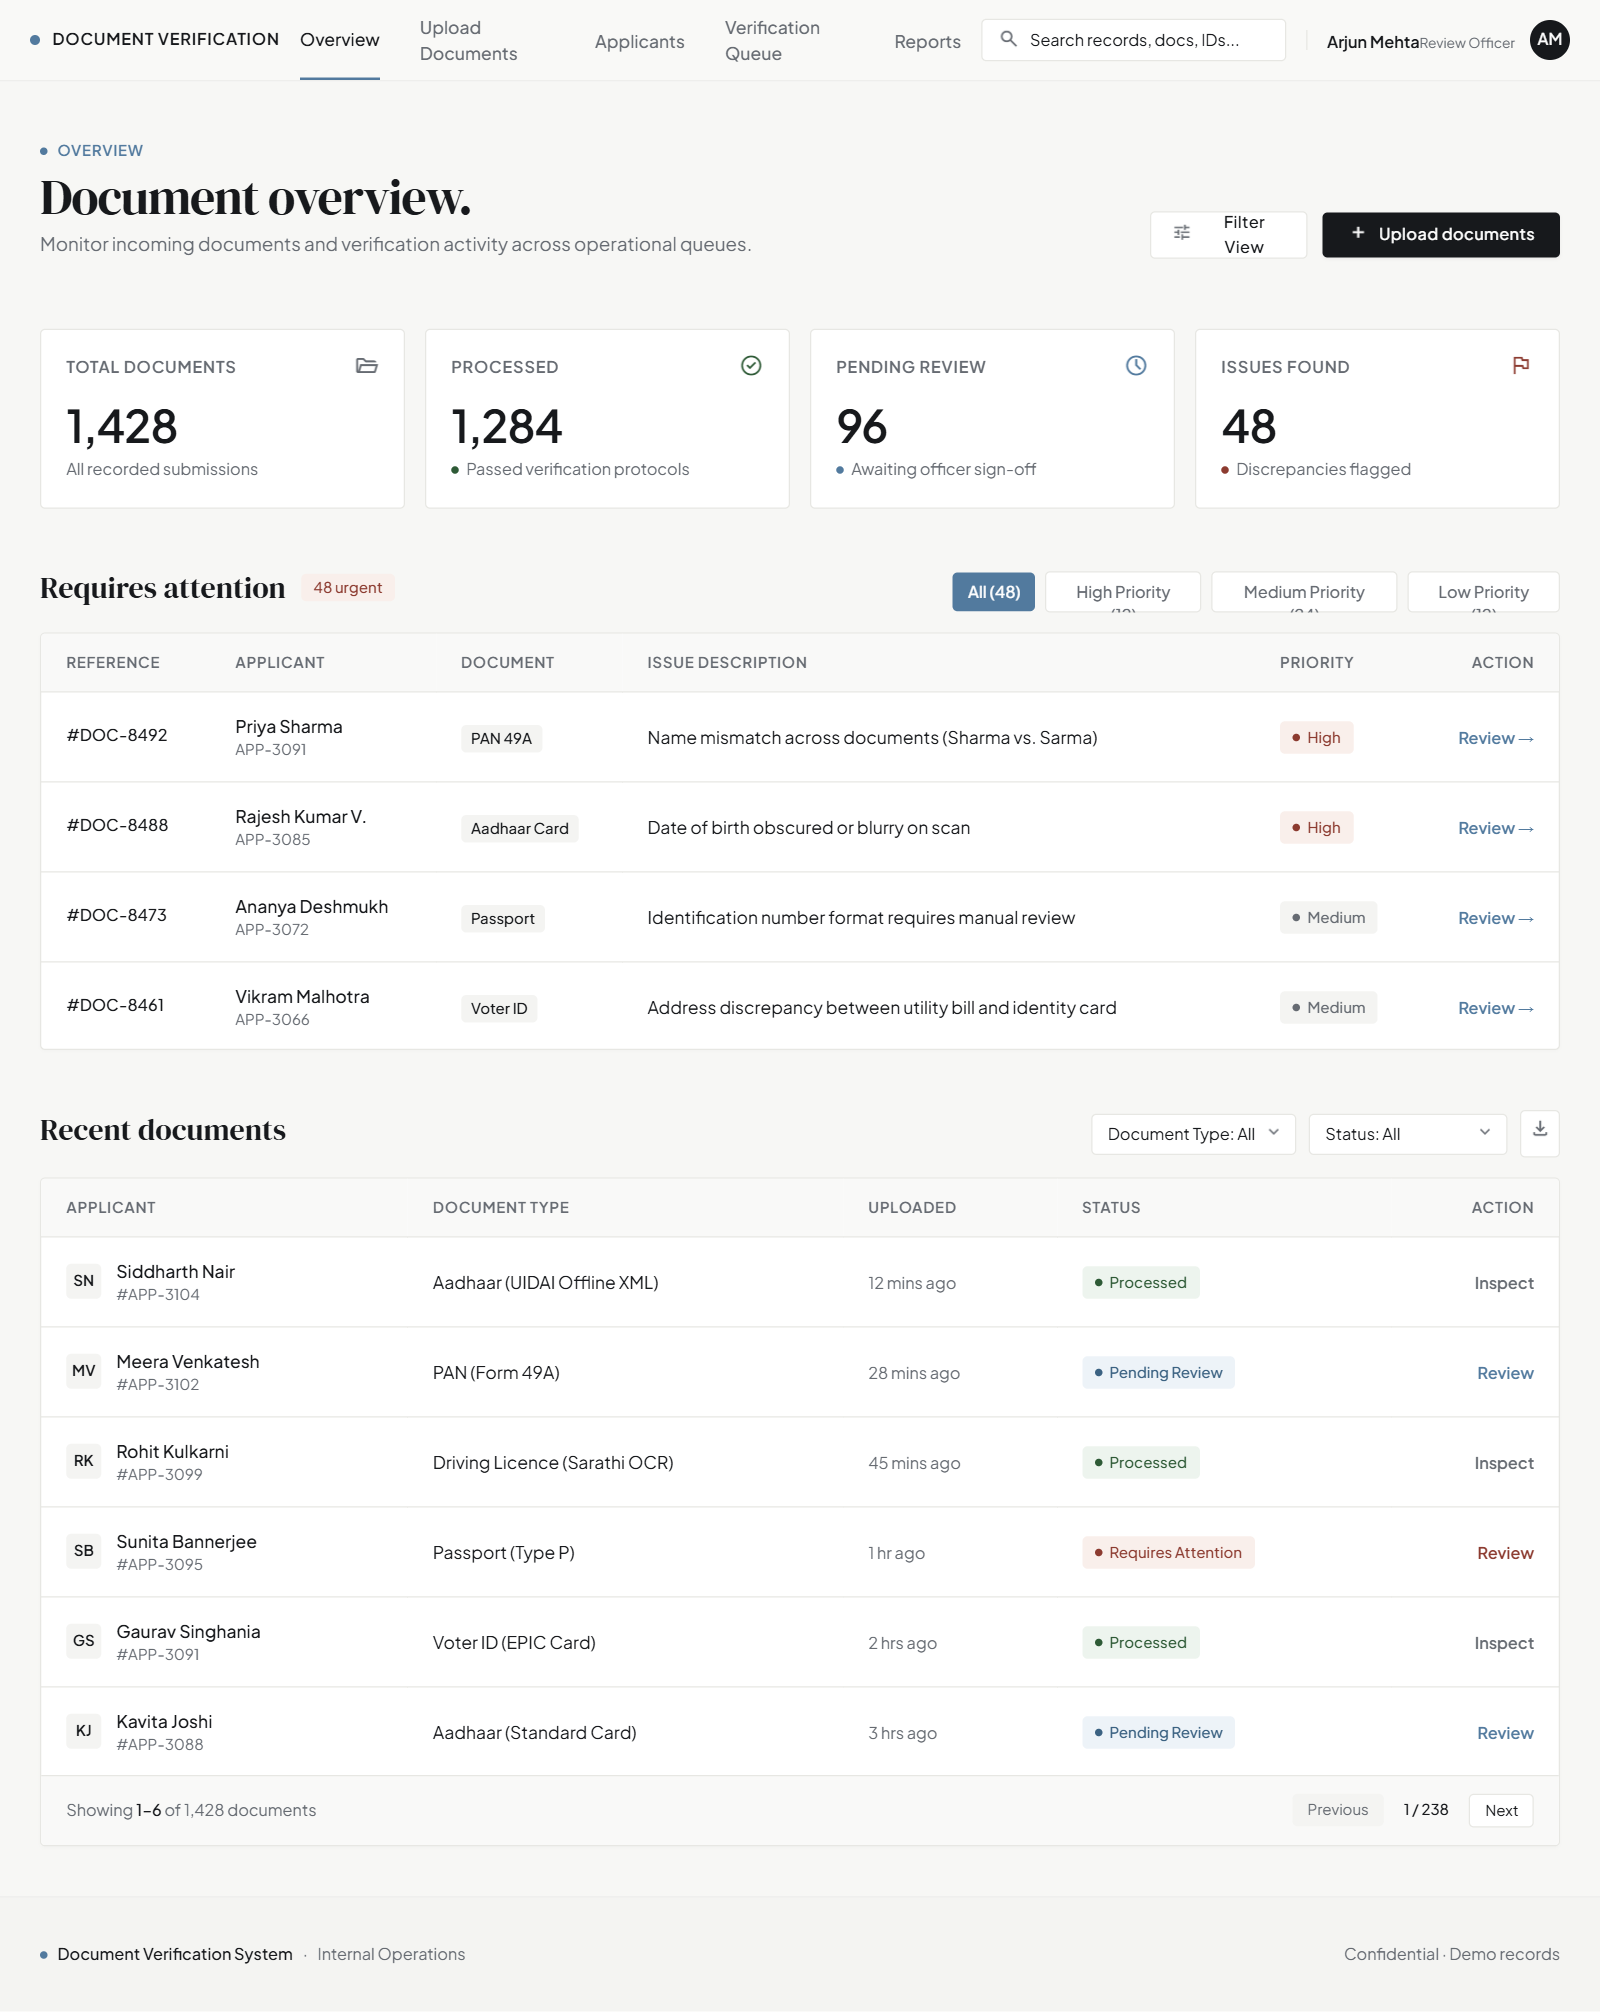 DOCUMENT VERIFICATION
Overview
Upload
Documents
Applicants
Verification
Queue
Reports
Search records, docs, IDs...
Arjun Mehta Review Officer
AM
OVERVIEW
Document overview.
Monitor incoming documents and verification activity across operational queues.
Filter
View
+ Upload documents
TOTAL DOCUMENTS
1,428
All recorded submissions
PROCESSED
1,284
Passed verification protocols
PENDING REVIEW
96
Awaiting officer sign-off
ISSUES FOUND
48
Discrepancies flagged
Requires attention
48 urgent
All (48)
High Priority
Medium Priority
Low Priority
REFERENCE APPLICANT DOCUMENT ISSUE DESCRIPTION PRIORITY ACTION
#DOC-8492 Priya Sharma APP-3091 PAN 49A Name mismatch across documents (Sharma vs. Sarma) High Review →
#DOC-8488 Rajesh Kumar V. APP-3085 Aadhaar Card Date of birth obscured or blurry on scan High Review →
#DOC-8473 Ananya Deshmukh APP-3072 Passport Identification number format requires manual review Medium Review →
#DOC-8461 Vikram Malhotra APP-3066 Voter ID Address discrepancy between utility bill and identity card Medium Review →
Recent documents
Document Type: All
Status: All
APPLICANT DOCUMENT TYPE UPLOADED STATUS ACTION
SN Siddharth Nair #APP-3104 Aadhaar (UIDAI Offline XML) 12 mins ago Processed Inspect
MV Meera Venkatesh #APP-3102 PAN (Form 49A) 28 mins ago Pending Review Review
RK Rohit Kulkarni #APP-3099 Driving Licence (Sarathi OCR) 45 mins ago Processed Inspect
SB Sunita Bannerjee #APP-3095 Passport (Type P) 1 hr ago Requires Attention Review
GS Gaurav Singhania #APP-3091 Voter ID (EPIC Card) 2 hrs ago Processed Inspect
KJ Kavita Joshi #APP-3088 Aadhaar (Standard Card) 3 hrs ago Pending Review Review
Showing 1–6 of 1,428 documents
Previous 1 / 238 Next
Document Verification System · Internal Operations
Confidential · Demo records